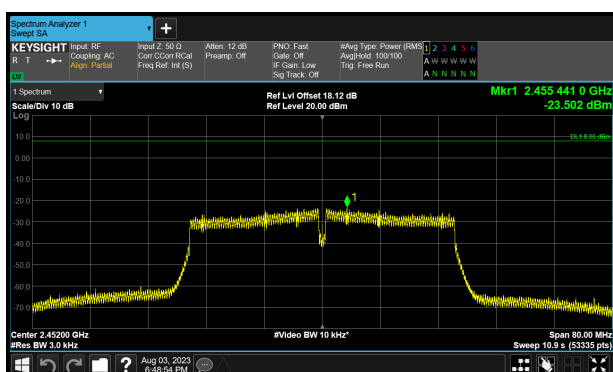 Spectrum Analyzer 1
Swept SA
KEYSIGHT
R T
LXI
Input: RF
Coupling: AC
Align: Partial
Input Z: 50 Ω
Corr CCorr RCal
Freq Ref: Int (S)
Atten: 12 dB
Preamp: Off
PNO: Fast
Gate: Off
IF Gain: Low
Sig Track: Off
#Avg Type: Power (RMS
Avg|Hold: 100/100
Trig: Free Run
1 2 3 4 5 6
A W W W W W
A N N N N N
1 Spectrum
Scale/Div 10 dB
Log
Ref Lvl Offset 18.12 dB
Ref Level 20.00 dBm
Mkr1 2.455 441 0 GHz
-23.502 dBm
DL1 8.00 dBm
1
10.0
0.00
-10.0
-20.0
-30.0
-40.0
-50.0
-60.0
-70.0
Center 2.45200 GHz
#Res BW 3.0 kHz
#Video BW 10 kHz*
Span 80.00 MHz
Sweep 10.9 s (53335 pts)
Aug 03, 2023
6:48:54 PM